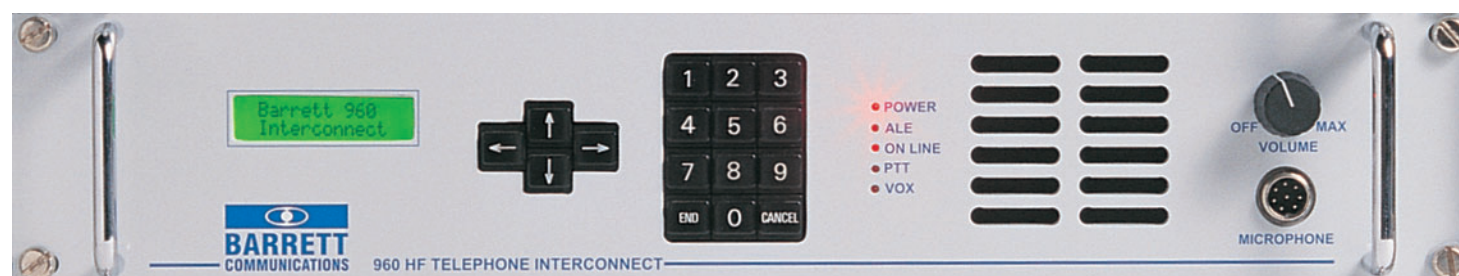 Barrett 960
Interconnect
BARRETT
COMMUNICATIONS
960 HF TELEPHONE INTERCONNECT
1 2 3
4 5 6
7 8 9
END 0 CANCEL
POWER
ALE
ON LINE
PTT
VOX
OFF MAX
VOLUME
MICROPHONE